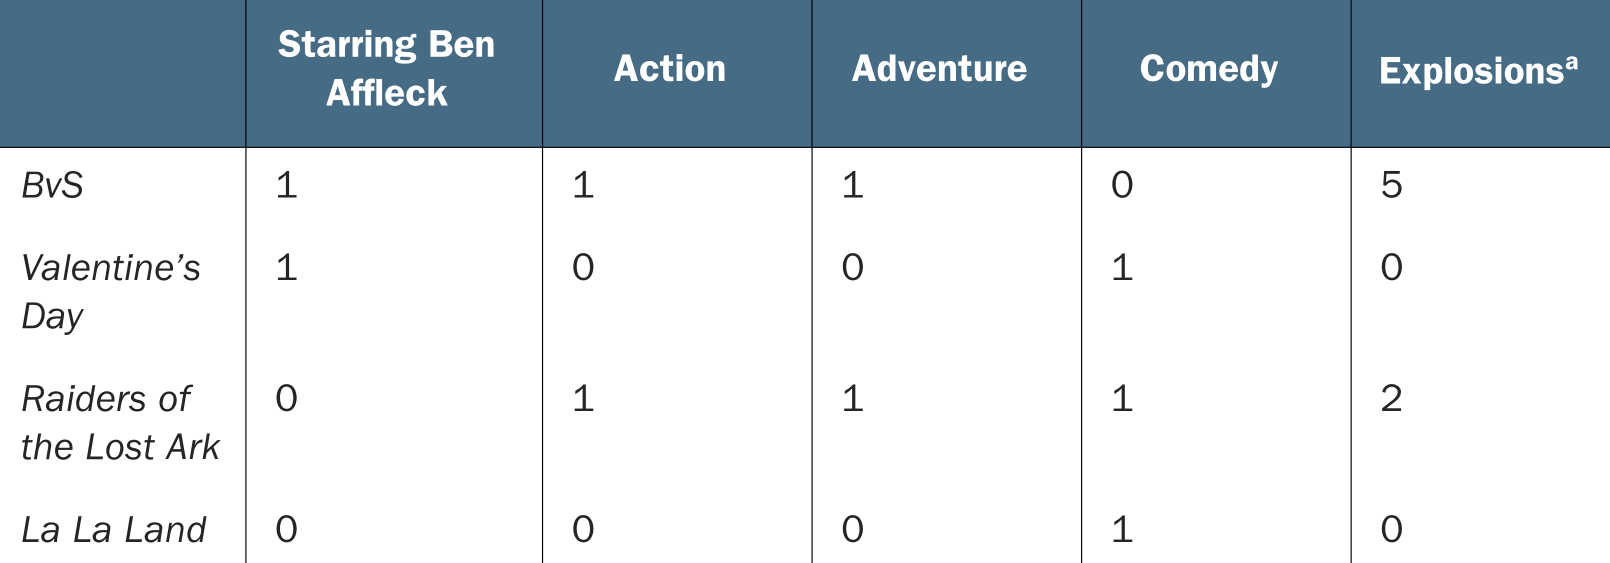 Starring Ben
Affleck
Action
Adventure
Comedy
Explosionsᵃ
BvS 1 1 1 0 5
Valentine’s 1 0 0 1 0
Day
Raiders of 0 1 1 1 2
the Lost Ark
La La Land 0 0 0 1 0